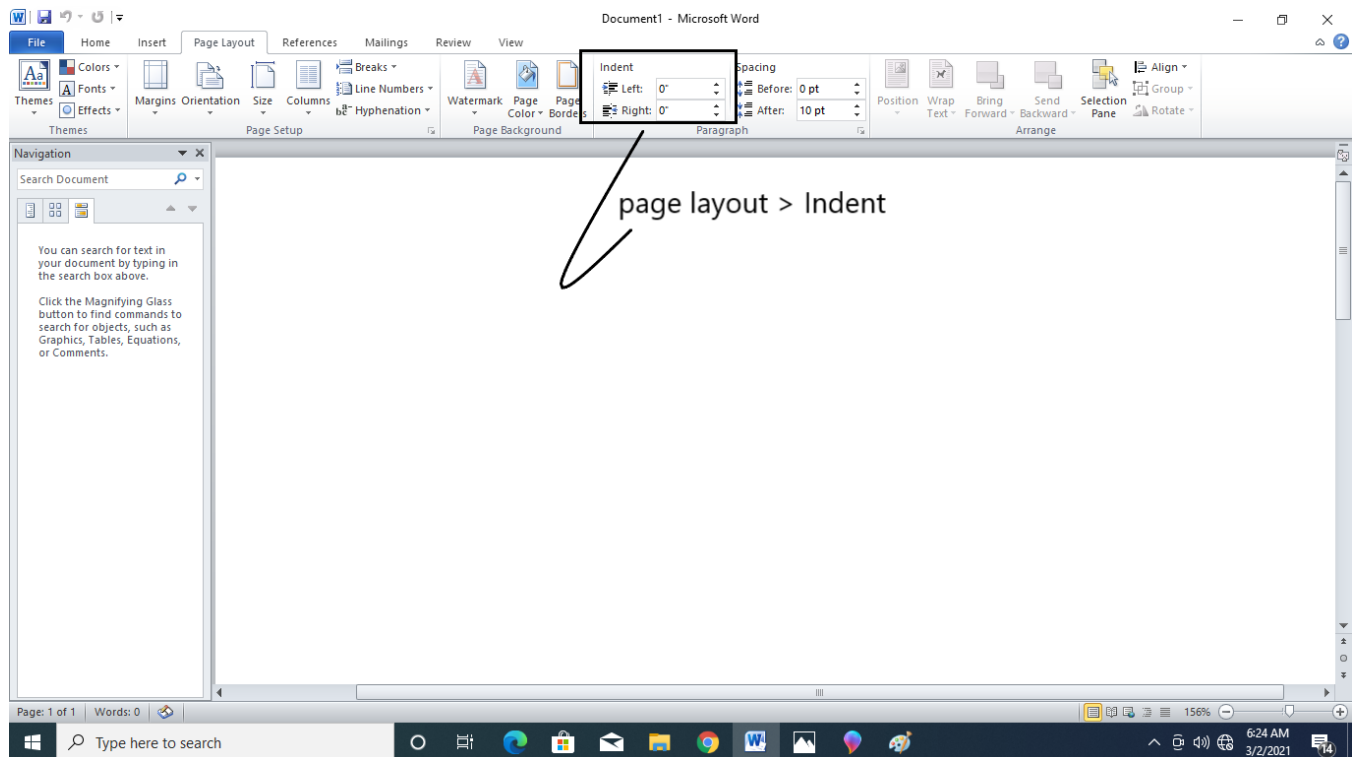 Document1 - Microsoft Word
File Home Insert Page Layout References Mailings Review View
Themes
Colors
Fonts
Effects
Themes
Margins
Orientation
Size
Columns
Breaks
Line Numbers
Hyphenation
Page Setup
Watermark
Page Color
Page Borders
Page Background
Indent
Left: 0"
Right: 0"
Spacing
Before: 0 pt
After: 10 pt
Paragraph
Position
Wrap Text
Bring Forward
Send Backward
Selection Pane
Align
Group
Rotate
Arrange
Navigation
Search Document
You can search for text in
your document by typing in
the search box above.
Click the Magnifying Glass
button to find commands to
search for objects, such as
Graphics, Tables, Equations,
or Comments.
page layout > Indent
Page: 1 of 1 Words: 0
156%
Type here to search
6:24 AM
3/2/2021
14